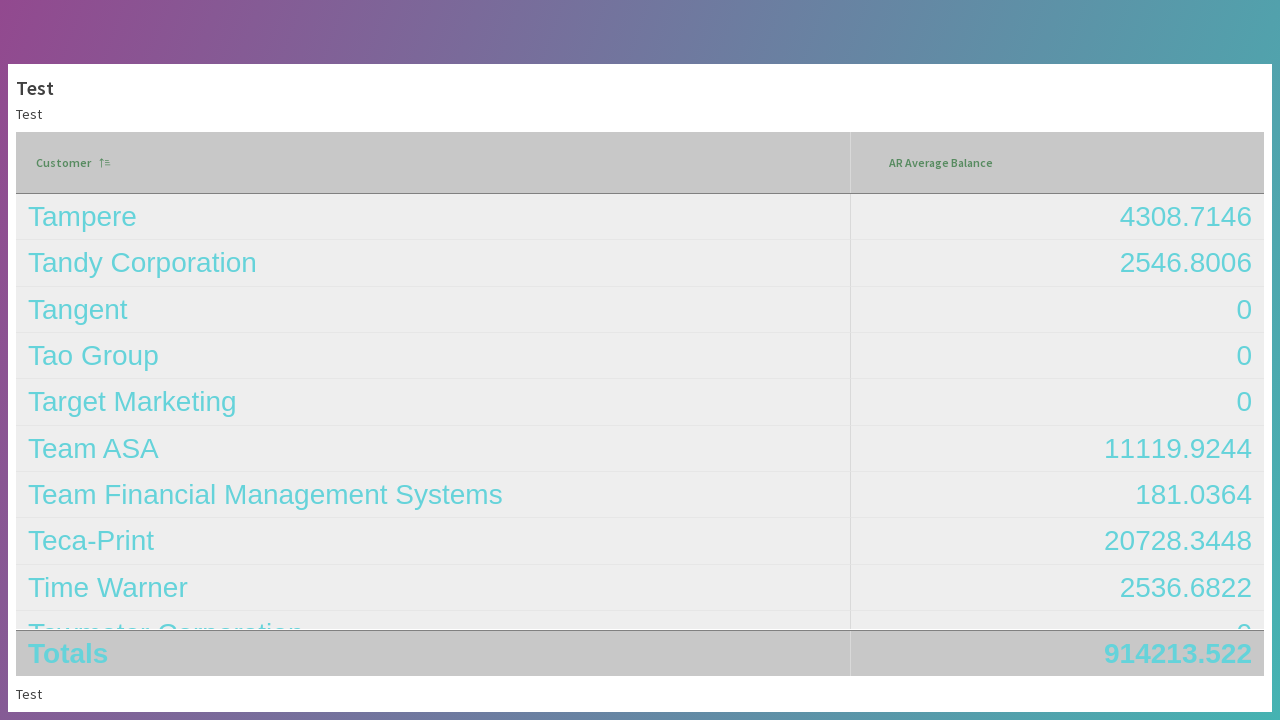 Test
Test
Customer AR Average Balance
Tampere 4308.7146
Tandy Corporation 2546.8006
Tangent 0
Tao Group 0
Target Marketing 0
Team ASA 11119.9244
Team Financial Management Systems 181.0364
Teca-Print 20728.3448
Time Warner 2536.6822
Totals 914213.522
Test